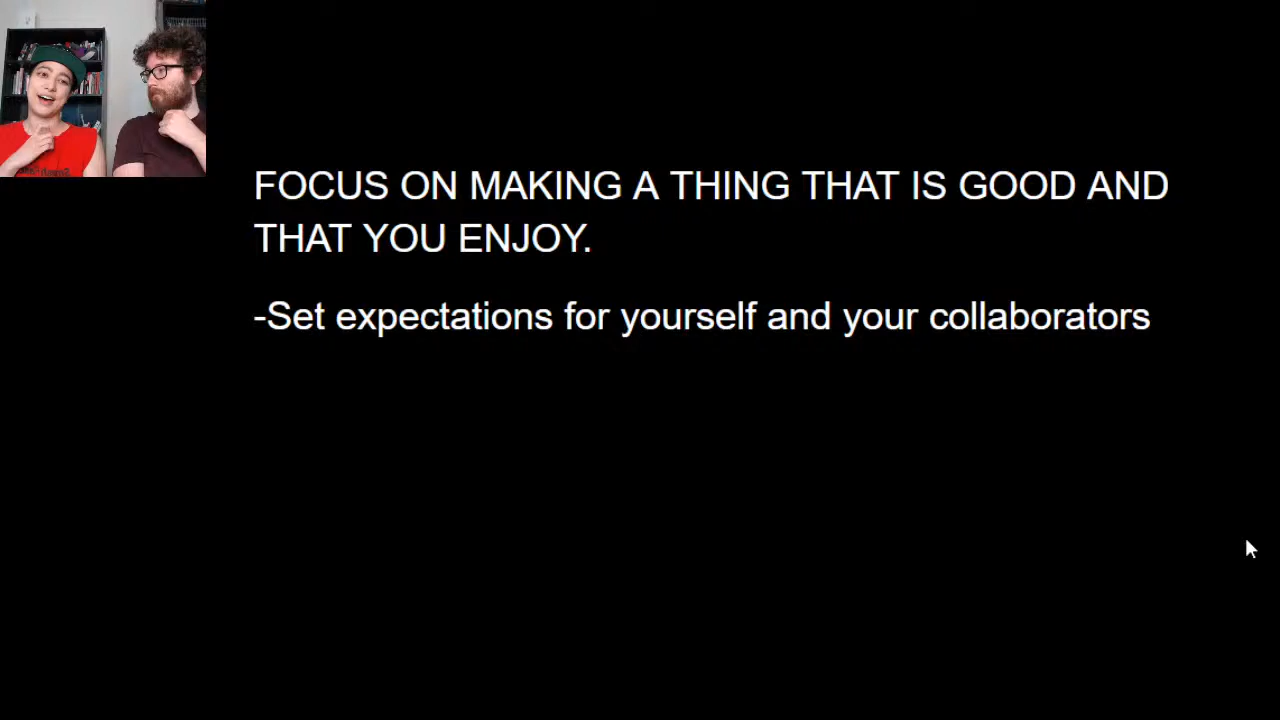 FOCUS ON MAKING A THING THAT IS GOOD AND
THAT YOU ENJOY.
-Set expectations for yourself and your collaborators